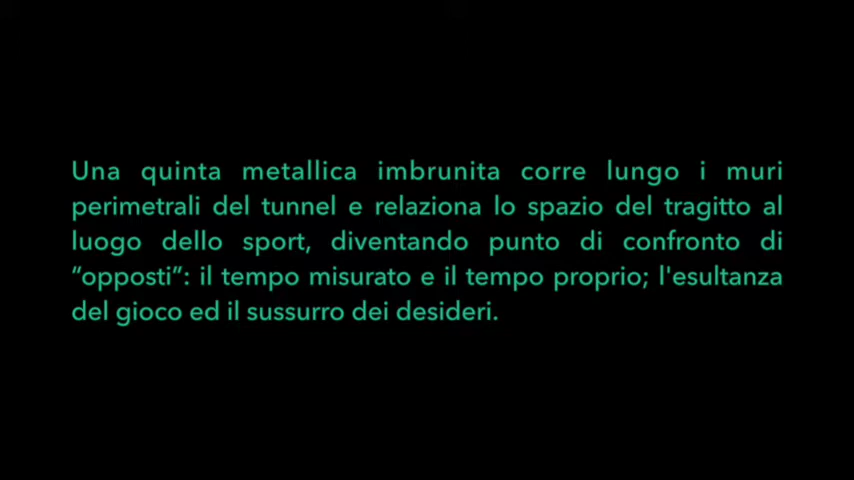 Una quinta metallica imbrunita corre lungo i muri
perimetrali del tunnel e relaziona lo spazio del tragitto al
luogo dello sport, diventando punto di confronto di
“opposti”: il tempo misurato e il tempo proprio; l'esultanza
del gioco ed il sussurro dei desideri.